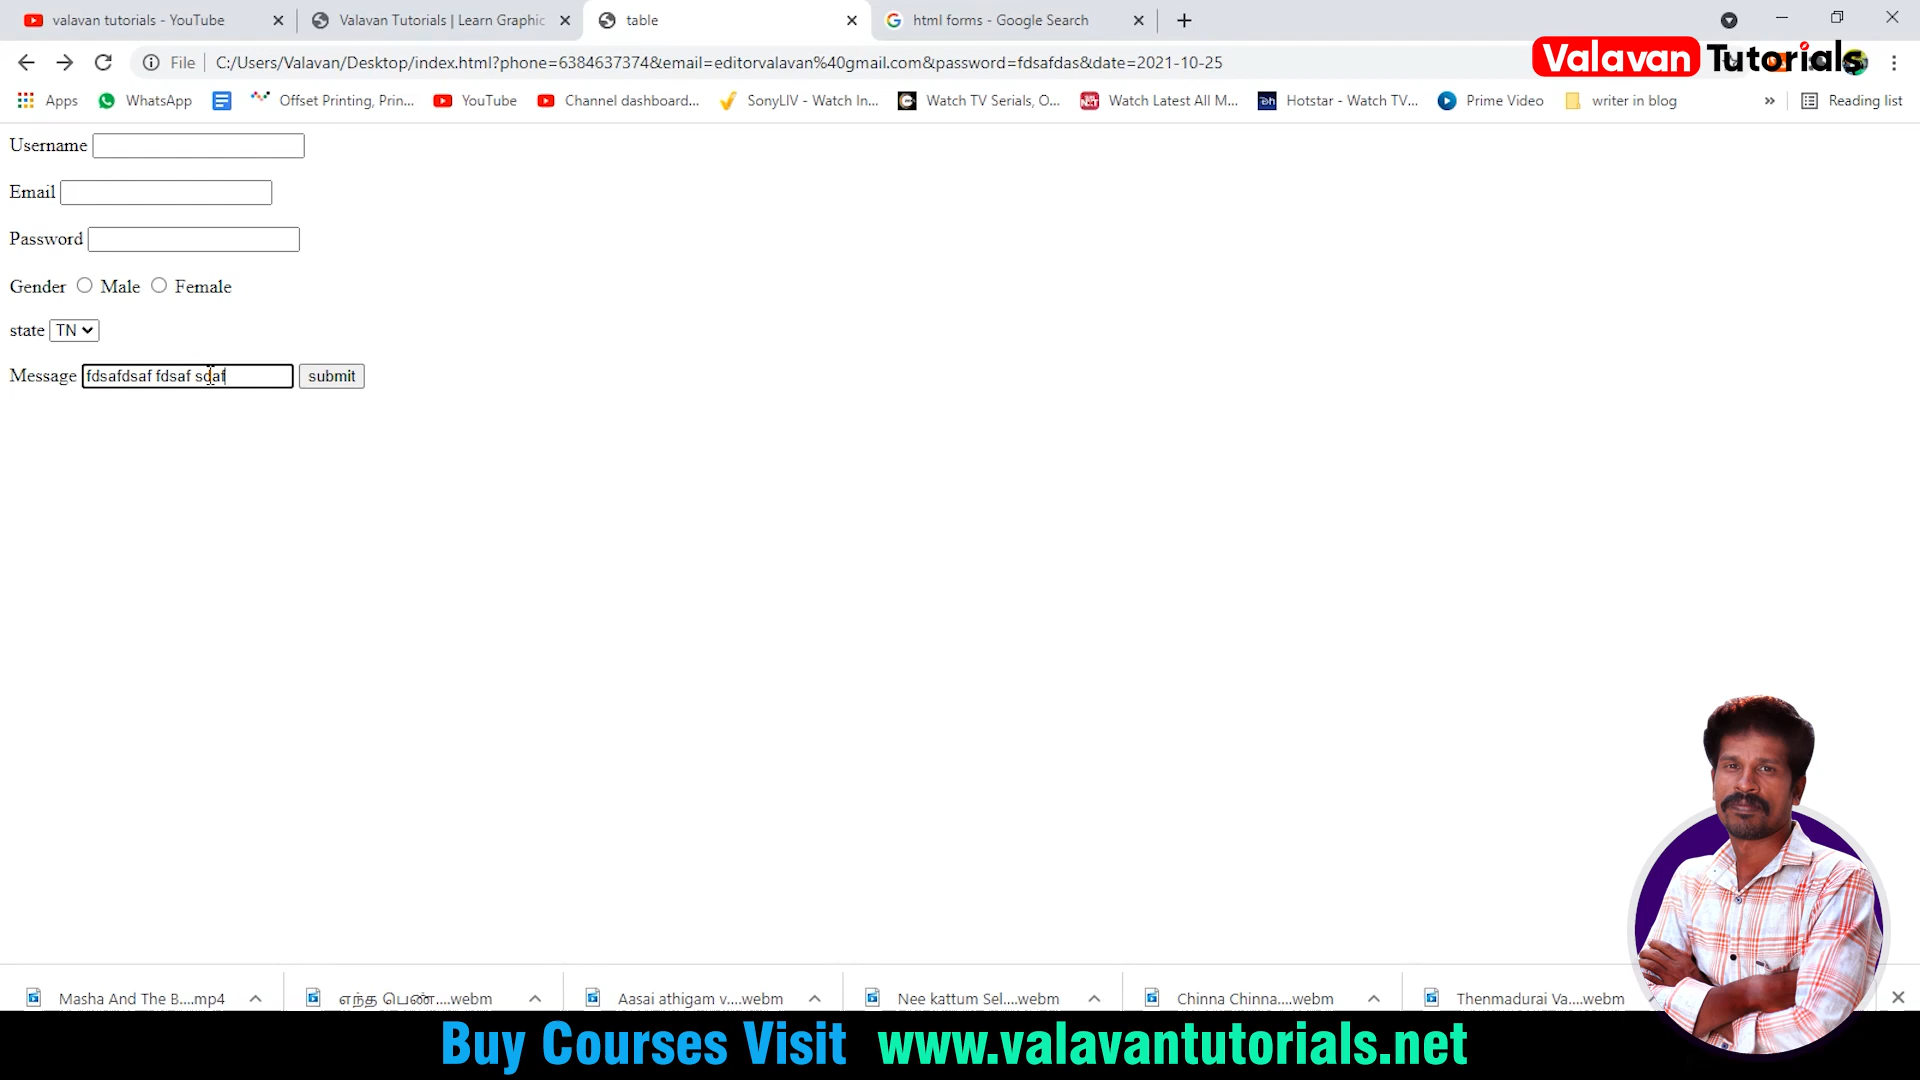 valavan tutorials - YouTube
Valavan Tutorials | Learn Graphic
table
html forms - Google Search
File
C:/Users/Valavan/Desktop/index.html?phone=6384637374&email=editorvalavan%40gmail.com&password=fdsafdas&date=2021-10-25
Valavan Tutorials
Apps
WhatsApp
Offset Printing, Prin...
YouTube
Channel dashboard...
SonyLIV - Watch In...
Watch TV Serials, O...
Watch Latest All M...
Hotstar - Watch TV...
Prime Video
writer in blog
»
Reading list
Username
Email
Password
Gender Male Female
state TN
Message fdsafdsaf fdsaf sdaf submit
Masha And The B....mp4
எந்த பெண்....webm
Aasai athigam v....webm
Nee kattum Sel....webm
Chinna Chinna....webm
Thenmadurai Va....webm
Buy Courses Visit www.valavantutorials.net